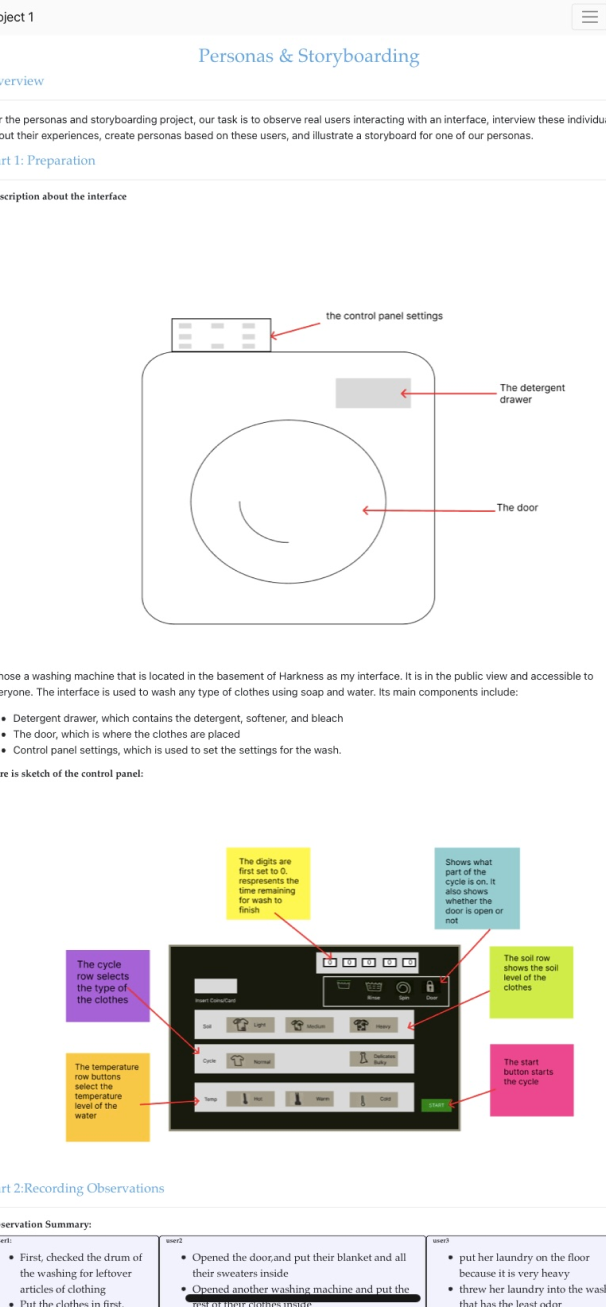 oject 1
Personas & Storyboarding
verview
r the personas and storyboarding project, our task is to observe real users interacting with an interface, interview these individua
out their experiences, create personas based on these users, and illustrate a storyboard for one of our personas.
rt 1: Preparation
scription about the interface
the control panel settings
The detergent
drawer
The door
hose a washing machine that is located in the basement of Harkness as my interface. It is in the public view and accessible to
eryone. The interface is used to wash any type of clothes using soap and water. Its main components include:
• Detergent drawer, which contains the detergent, softener, and bleach
• The door, which is where the clothes are placed
• Control panel settings, which is used to set the settings for the wash.
re is sketch of the control panel:
The digits are
first set to 0.
respresents the
time remaining
for wash to
finish
Shows what
part of the
cycle is on. It
also shows
whether the
door is open or
not
The cycle
row selects
the type of
the clothes
The soil row
shows the soil
level of the
clothes
The temperature
row buttons
select the
temperature
level of the
water
The start
button starts
the cycle
0 0 0 0 0
Insert Coins/Card
Rinse
Spin
Door
Soil
Light
Medium
Heavy
Cycle
Normal
Delicates
Bulky
Temp
Hot
Warm
Cold
START
rt 2:Recording Observations
servation Summary:
er1:
• First, checked the drum of
the washing for leftover
articles of clothing
• Put the clothes in first,
user2
• Opened the door,and put their blanket and all
their sweaters inside
• Opened another washing machine and put the
rest of their clothes inside
user3
• put her laundry on the floor
because it is very heavy
• threw her laundry into the was
that has the least odor